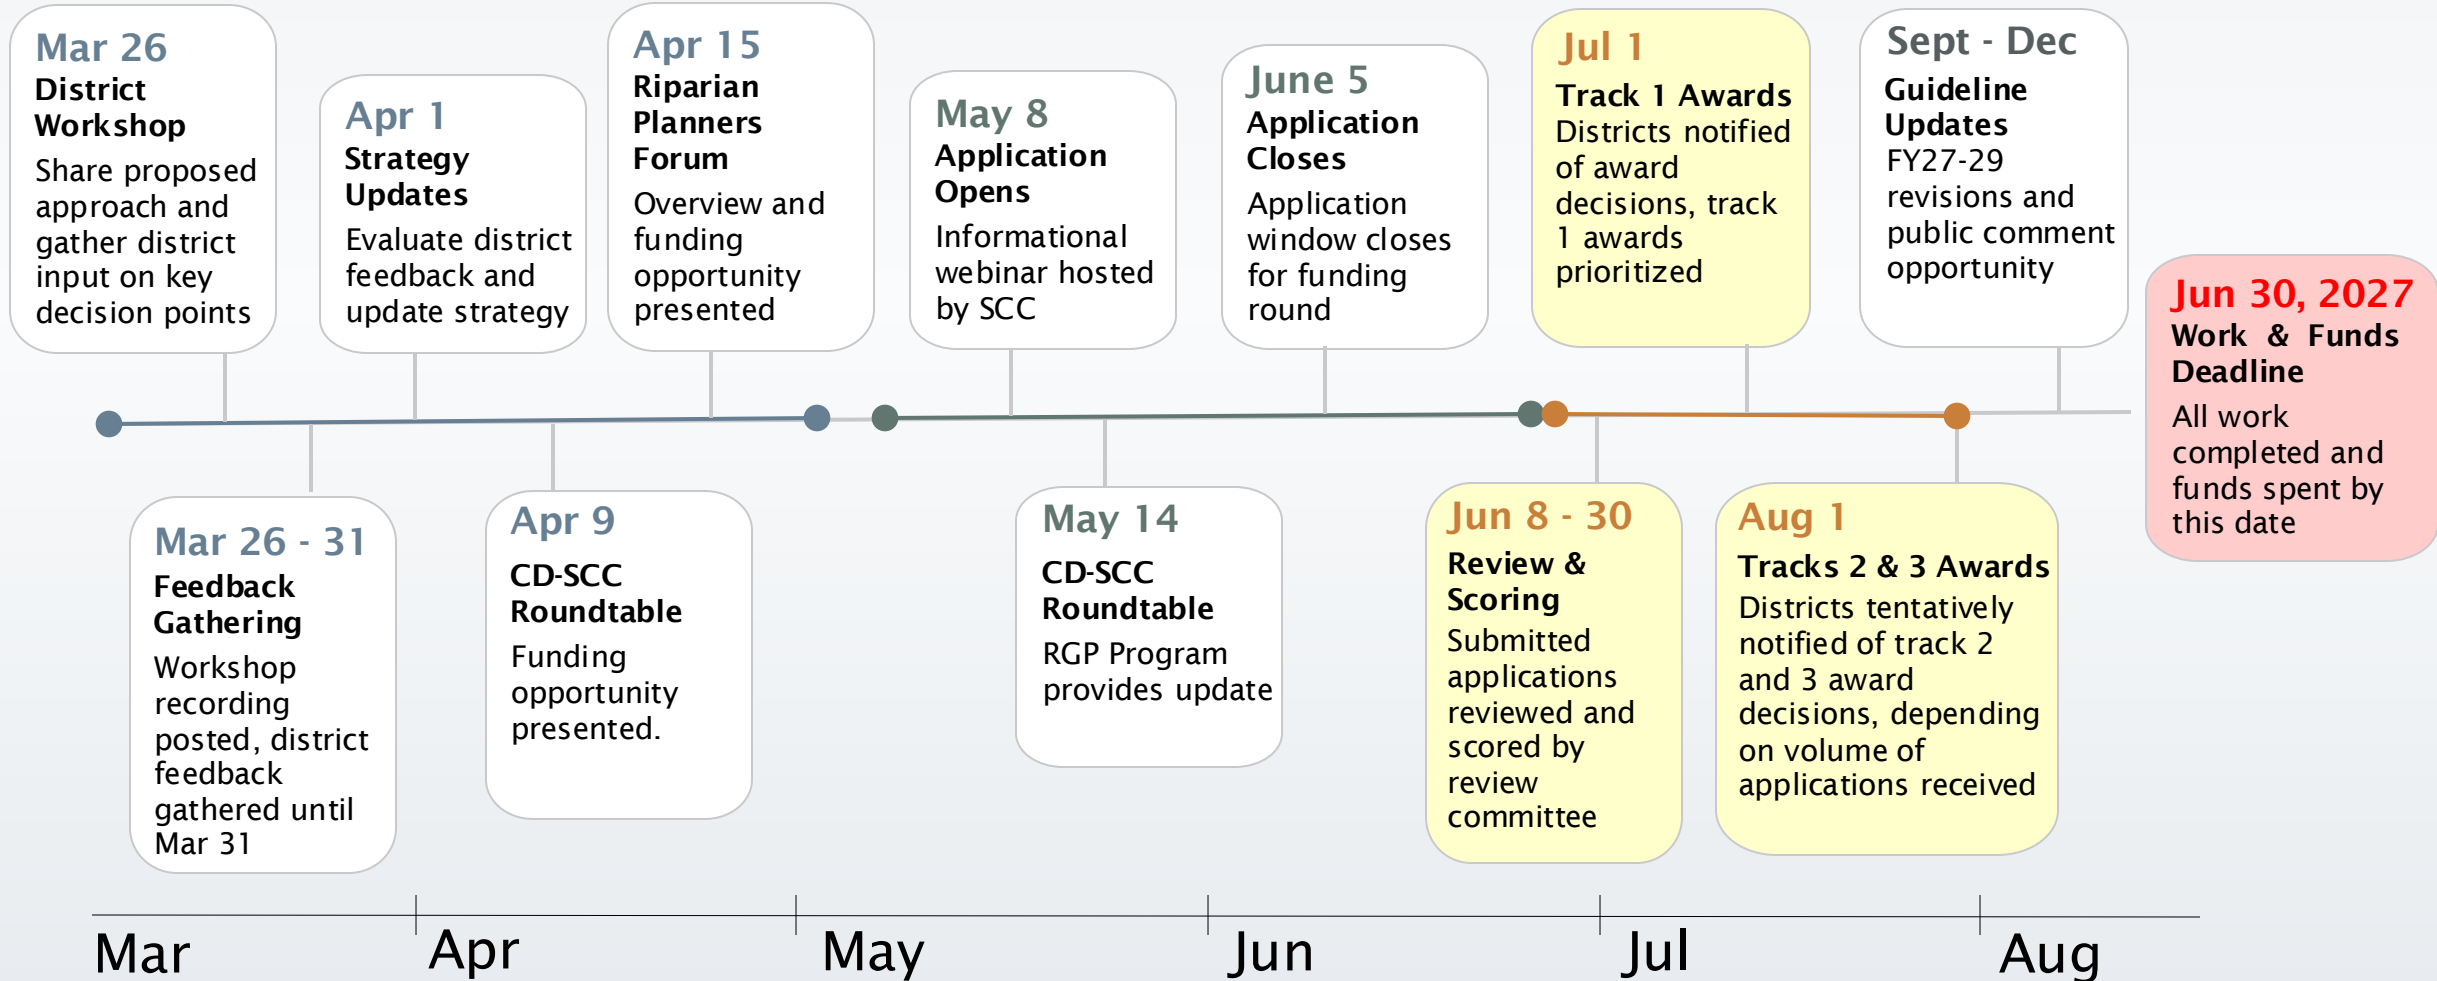 Mar 26
District
Workshop
Share proposed
approach and
gather district
input on key
decision points
Apr 1
Strategy
Updates
Evaluate district
feedback and
update strategy
Apr 15
Riparian
Planners
Forum
Overview and
funding
opportunity
presented
May 8
Application
Opens
Informational
webinar hosted
by SCC
June 5
Application
Closes
Application
window closes
for funding
round
Jul 1
Track 1 Awards
Districts notified
of award
decisions, track
1 awards
prioritized
Sept - Dec
Guideline
Updates
FY27-29
revisions and
public comment
opportunity
Jun 30, 2027
Work & Funds
Deadline
All work
completed and
funds spent by
this date
Mar 26 - 31
Feedback
Gathering
Workshop
recording
posted, district
feedback
gathered until
Mar 31
Apr 9
CD-SCC
Roundtable
Funding
opportunity
presented.
May 14
CD-SCC
Roundtable
RGP Program
provides update
Jun 8 - 30
Review &
Scoring
Submitted
applications
reviewed and
scored by
review
committee
Aug 1
Tracks 2 & 3 Awards
Districts tentatively
notified of track 2
and 3 award
decisions, depending
on volume of
applications received
Mar
Apr
May
Jun
Jul
Aug